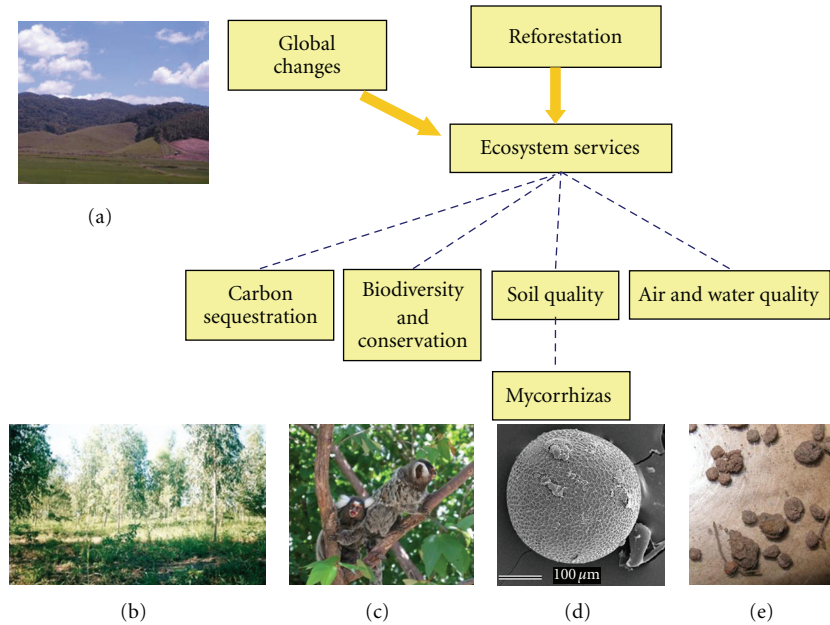 Global
changes
Reforestation
Ecosystem services
(a)
Carbon
sequestration
Biodiversity
and
conservation
Soil quality
Air and water quality
Mycorrhizas
100 µm
(b)
(c)
(d)
(e)